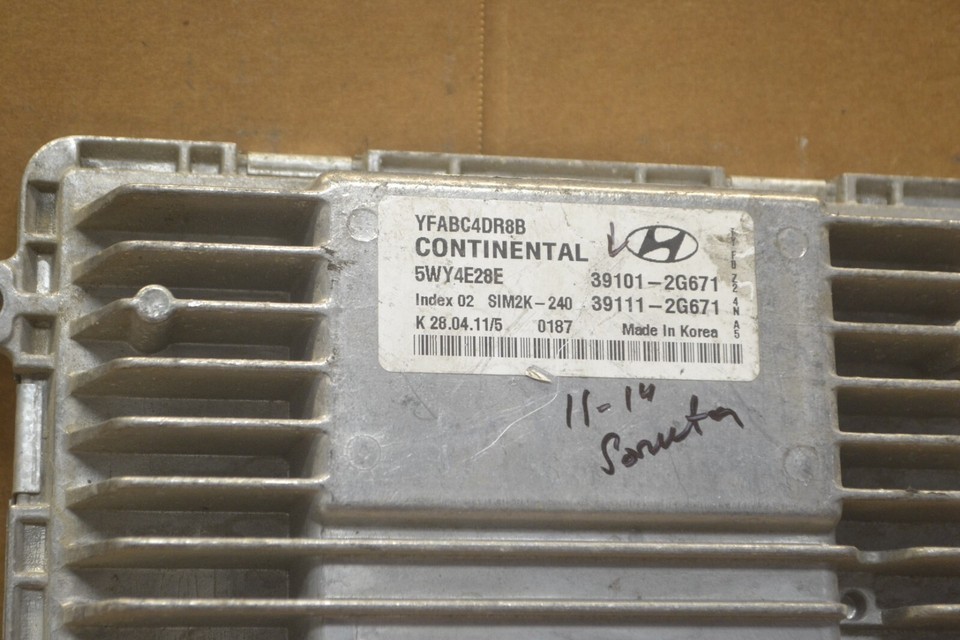 YFABC4DR8B
CONTINENTAL
5WY4E28E 39101-2G671
Index 02 SIM2K-240 39111-2G671
K 28.04.11/5 0187 Made In Korea
11-14
Sonata